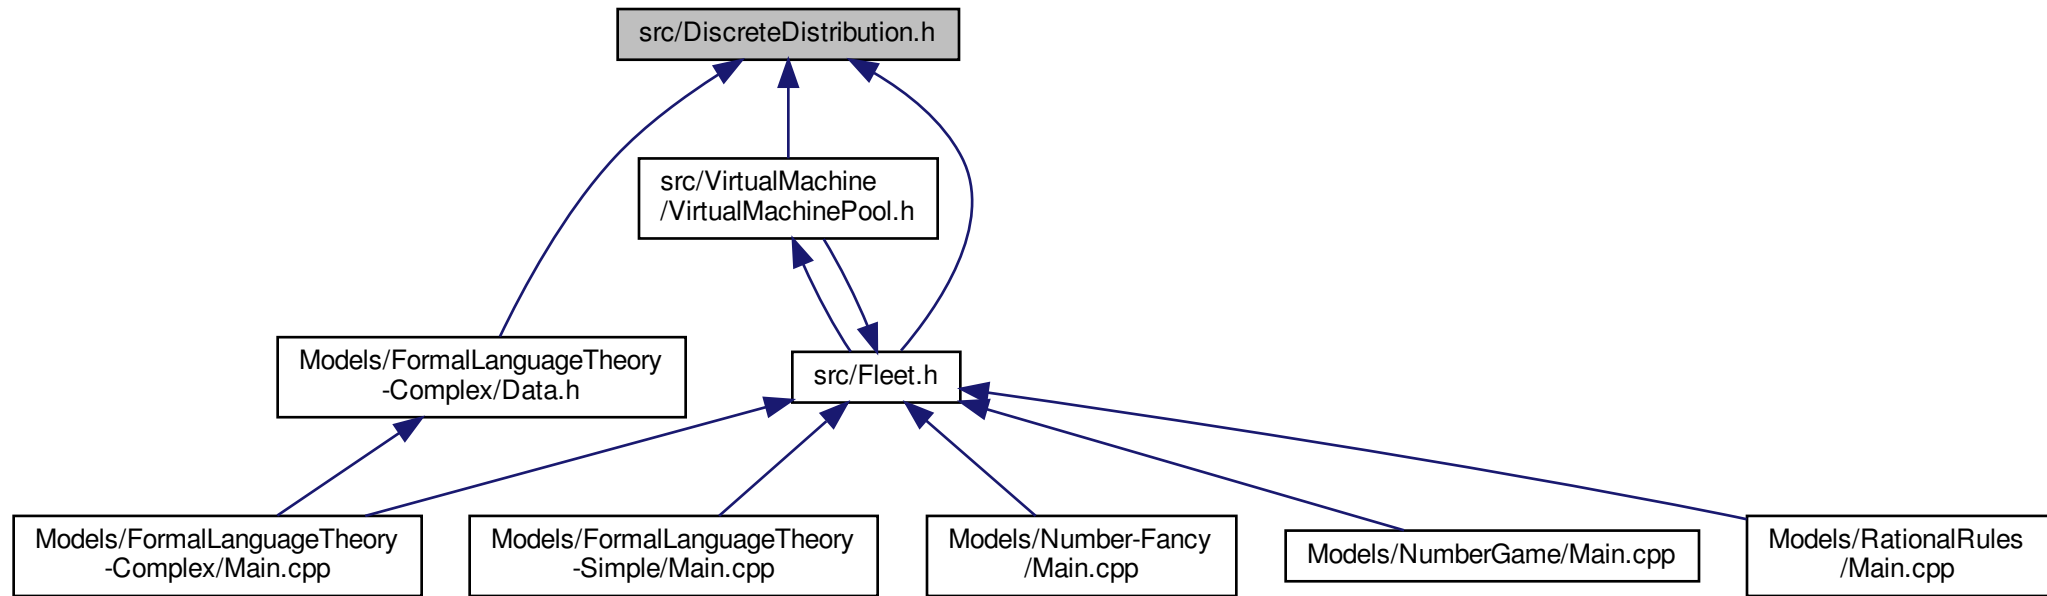 src/DiscreteDistribution.h
src/VirtualMachine
/VirtualMachinePool.h
Models/FormalLanguageTheory
-Complex/Data.h
src/Fleet.h
Models/FormalLanguageTheory
-Complex/Main.cpp
Models/FormalLanguageTheory
-Simple/Main.cpp
Models/Number-Fancy
/Main.cpp
Models/NumberGame/Main.cpp
Models/RationalRules
/Main.cpp